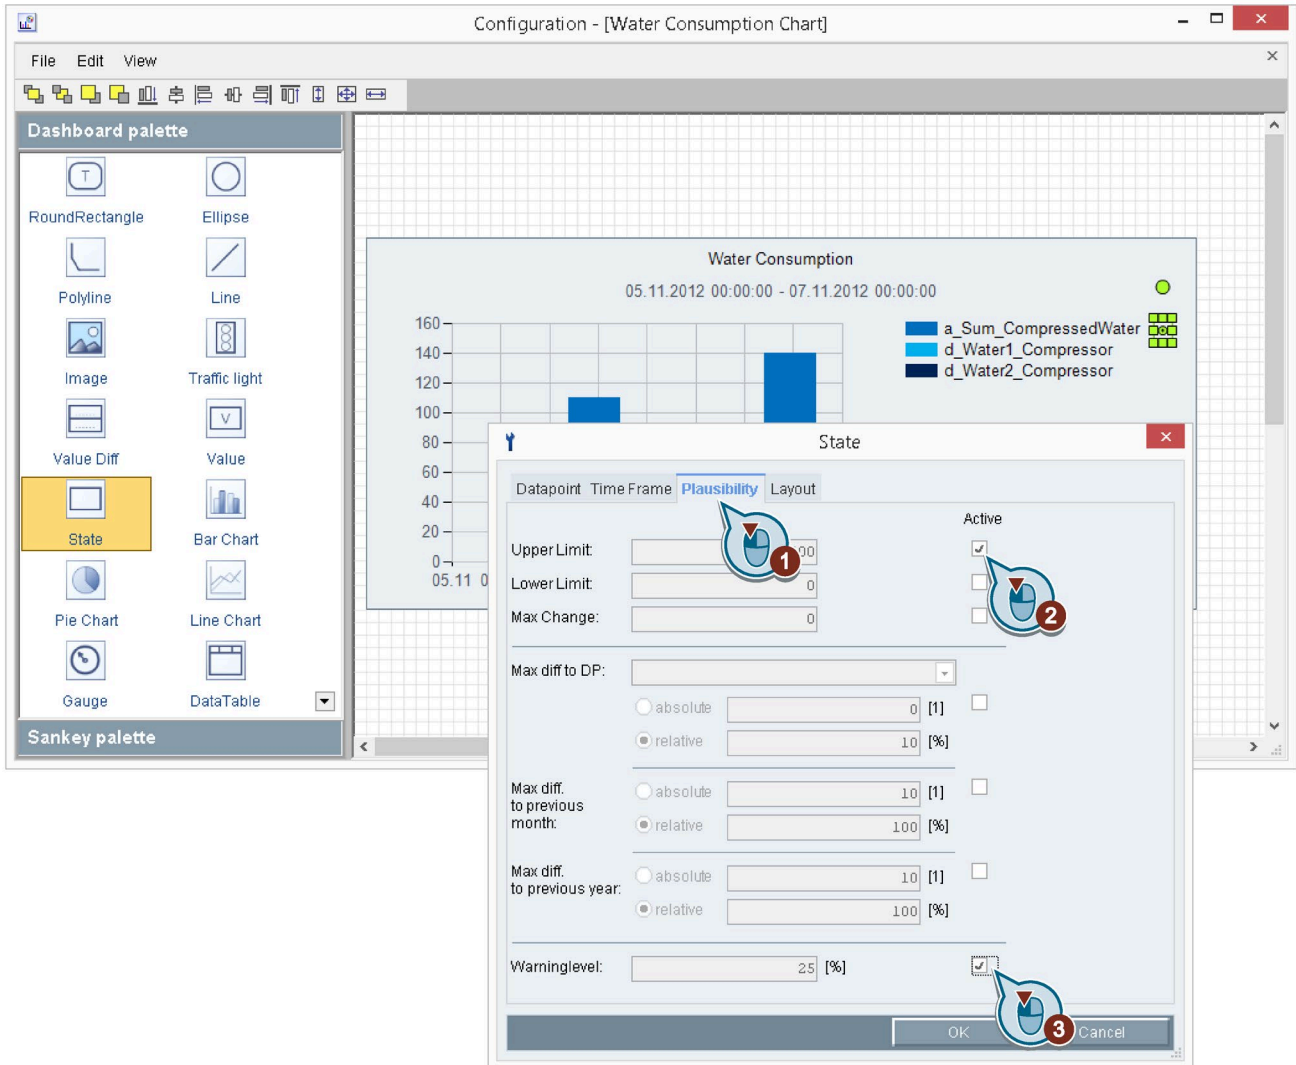 Configuration - [Water Consumption Chart]
File Edit View
Dashboard palette
T
RoundRectangle Ellipse
Polyline Line
Image Traffic light
V
Value Diff Value
State Bar Chart
Pie Chart Line Chart
Gauge DataTable
Sankey palette
Water Consumption
05.11.2012 00:00:00 - 07.11.2012 00:00:00
a_Sum_CompressedWater
d_Water1_Compressor
d_Water2_Compressor
160
140
120
100
80
60
40
20
0
05.11 0
State
Datapoint Time Frame Plausibility Layout
Active
Upper Limit: 00
1
Lower Limit: 0
2
Max Change: 0
Max diff to DP:
absolute 0 [1]
relative 10 [%]
Max diff.
to previous
month:
absolute 10 [1]
relative 100 [%]
Max diff.
to previous year:
absolute 10 [1]
relative 100 [%]
Warninglevel: 25 [%]
3
OK Cancel